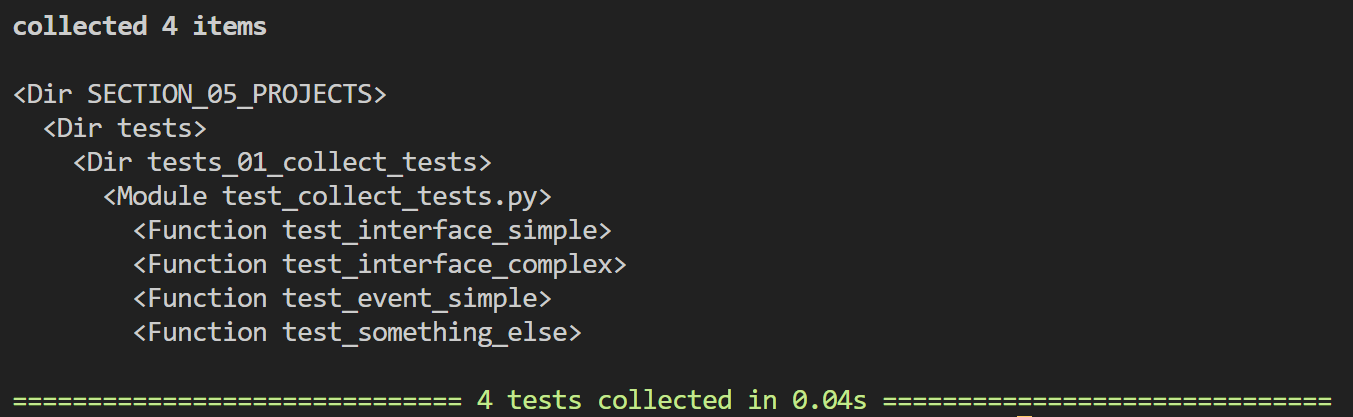 collected 4 items
<Dir SECTION_05_PROJECTS>
  <Dir tests>
    <Dir tests_01_collect_tests>
      <Module test_collect_tests.py>
        <Function test_interface_simple>
        <Function test_interface_complex>
        <Function test_event_simple>
        <Function test_something_else>
============================== 4 tests collected in 0.04s ==============================